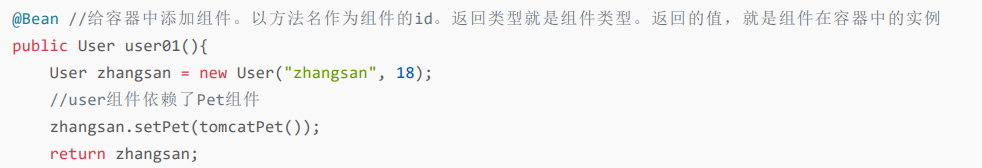 @Bean //给容器中添加组件。以方法名作为组件的id。返回类型就是组件类型。返回的值，就是组件在容器中的实例
public User user01(){
    User zhangsan = new User("zhangsan", 18);
    //user组件依赖了Pet组件
    zhangsan.setPet(tomcatPet());
    return zhangsan;